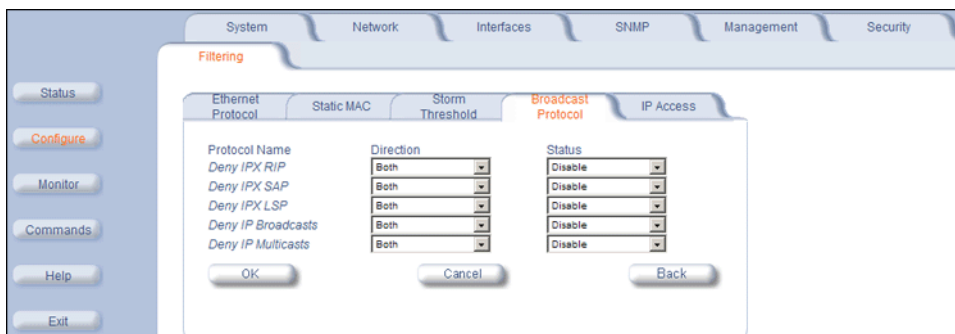 System Network Interfaces SNMP Management Security
Filtering
Status
Configure
Monitor
Commands
Help
Exit
Ethernet Protocol Static MAC Storm Threshold Broadcast Protocol IP Access
Protocol Name Direction Status
Deny IPX RIP Both Disable
Deny IPX SAP Both Disable
Deny IPX LSP Both Disable
Deny IP Broadcasts Both Disable
Deny IP Multicasts Both Disable
OK Cancel Back